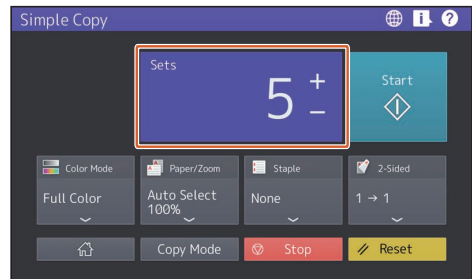 Simple Copy
Sets
5 + −
Start
Color Mode
Full Color
Paper/Zoom
Auto Select
100%
Staple
None
2-Sided
1 → 1
Copy Mode
Stop
Reset